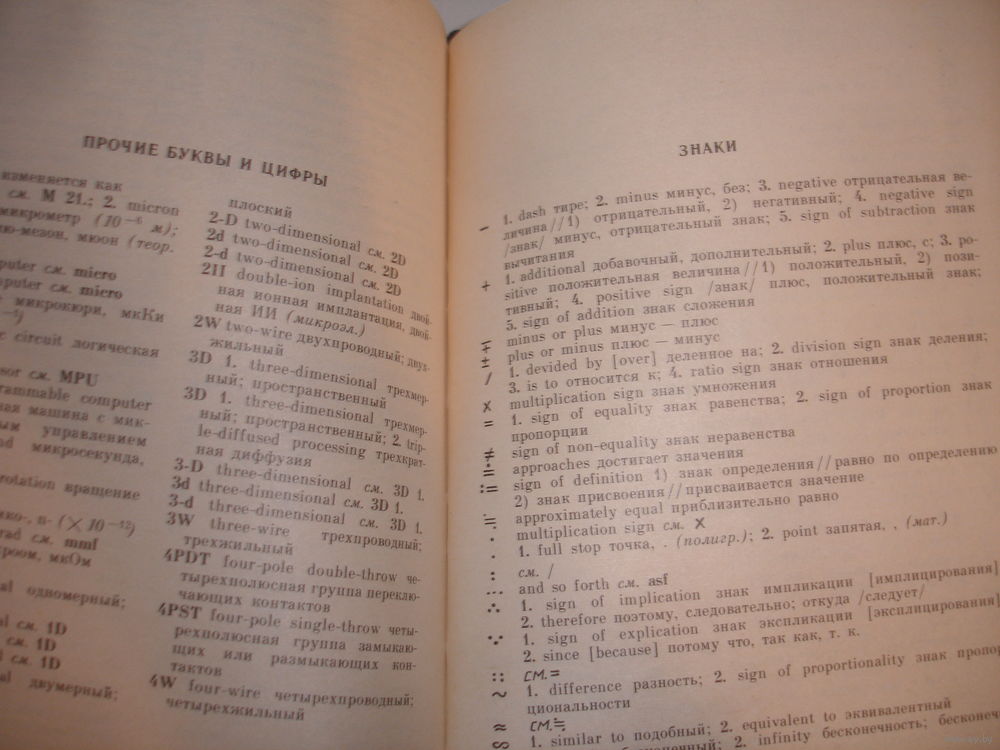 ПРОЧИЕ БУКВЫ И ЦИФРЫ
изменяется как
см. М 21.; 2. micron
микрометр (10⁻⁶ м);
мю-мезон, мюон (теор.
puter см. micro
puter см. micro
микрокюри, мкКи
circuit логическая
sor см. MPU
rammable computer
ная машина с мик-
ым управлением
nd микросекунда,
rotation вращение
ико-, п- (× 10⁻¹²)
rad см. mmf
кроом, мкОм
al одномерный;
al см. 1D
см. 1D
d см. 1D
al двумерный;
плоский
2-D two-dimensional см. 2D
2d two-dimensional см. 2D
2-d two-dimensional см. 2D
2II double-ion implantation двой-
ная ионная имплантация, двой-
ная ИИ (микроэл.)
2W two-wire двухпроводный; двух-
жильный
3D 1. three-dimensional трехмер-
ный; пространственный
3D 1. three-dimensional трехмер-
ный; пространственный; 2. trip-
le-diffused processing трехкрат-
ная диффузия
3-D three-dimensional см. 3D 1.
3d three-dimensional см. 3D 1.
3-d three-dimensional см. 3D 1.
3W three-wire трехпроводный;
трехжильный
4PDT four-pole double-throw че-
тырехполюсная группа переклю-
чающих контактов
4PST four-pole single-throw четы-
рехполюсная группа замыкаю-
щих или размыкающих кон-
тактов
4W four-wire четырехпроводный;
четырехжильный
ЗНАКИ
− 1. dash тире; 2. minus минус, без; 3. negative отрицательная ве-
личина//1) отрицательный, 2) негативный; 4. negative sign
/знак/ минус, отрицательный знак; 5. sign of subtraction знак
вычитания
+ 1. additional добавочный, дополнительный; 2. plus плюс, с; 3. po-
sitive положительная величина//1) положительный, 2) пози-
тивный; 4. positive sign /знак/ плюс, положительный знак;
5. sign of addition знак сложения
∓ minus or plus минус — плюс
± plus or minus плюс — минус
/ 1. devided by [over] деленное на; 2. division sign знак деления;
3. is to относится к; 4. ratio sign знак отношения
× multiplication sign знак умножения
= 1. sign of equality знак равенства; 2. sign of proportion знак
пропорции
≠ sign of non-equality знак неравенства
≐ approaches достигает значения
:= sign of definition 1) знак определения//равно по определению
2) знак присвоения//присваивается значение
≒ approximately equal приблизительно равно
· multiplication sign см. ×
. 1. full stop точка, . (полигр.); 2. point запятая, , (мат.)
: см. /
... and so forth см. asf
∴ 1. sign of implication знак импликации [имплицирования]
2. therefore поэтому, следовательно; откуда /следует/
∵ 1. sign of explication знак экспликации [эксплицирования]
2. since [because] потому что, так как, т. к.
:: см. =
∼ 1. difference разность; 2. sign of proportionality знак пропор
циональности
≈ см. ≒
∽ 1. similar to подобный; 2. equivalent to эквивалентный
2. infinity бесконечность; бесконеч